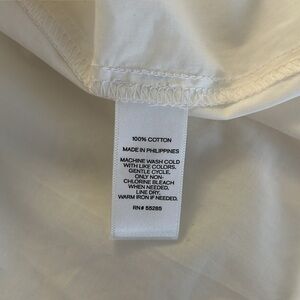 100% COTTON
MADE IN PHILIPPINES
MACHINE WASH COLD
WITH LIKE COLORS.
GENTLE CYCLE.
ONLY NON-
CHLORINE BLEACH
WHEN NEEDED.
LINE DRY.
WARM IRON IF NEEDED.
RN# 55285